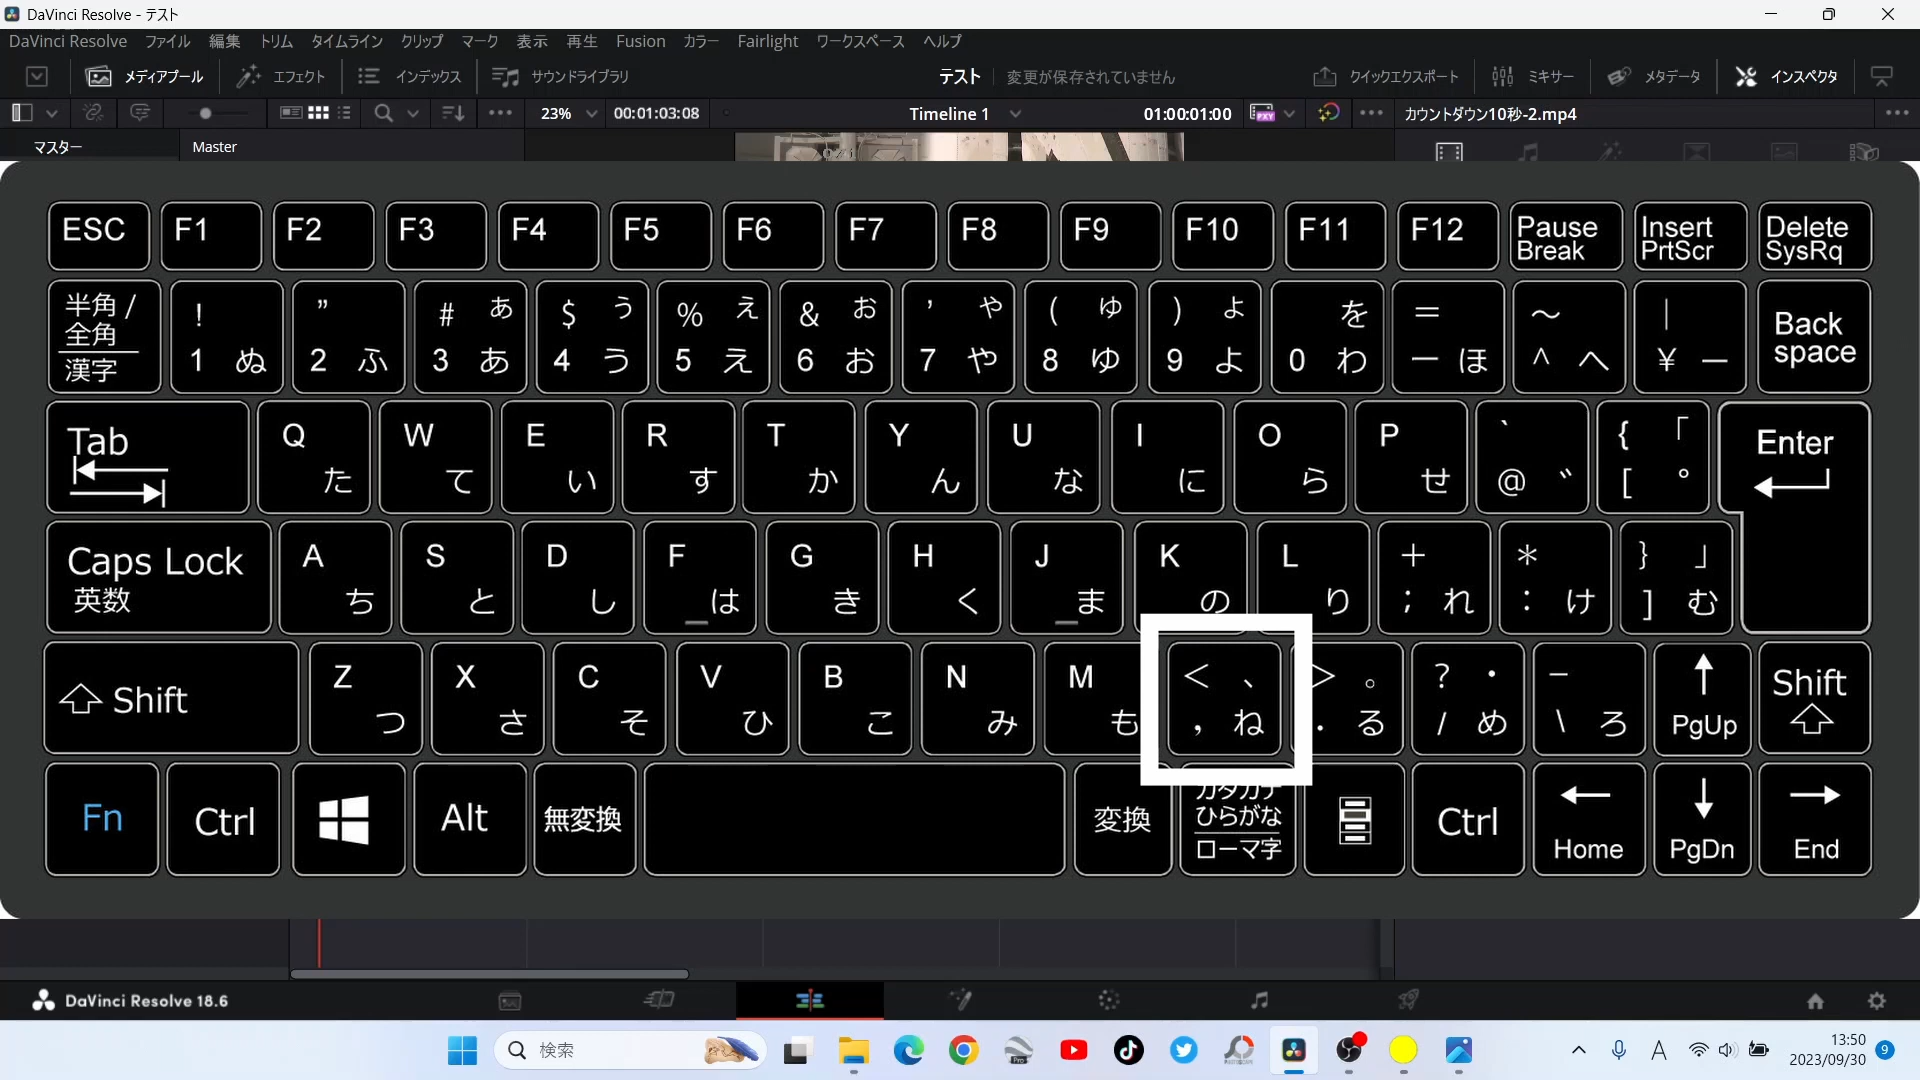 DaVinci Resolve - テスト
DaVinci Resolve ファイル 編集 トリム タイムライン クリップ マーク 表示 再生 Fusion カラー Fairlight ワークスペース ヘルプ
メディアプール エフェクト インデックス サウンドライブラリ テスト 変更が保存されていません クイックエクスポート ミキサー メタデータ インスペクタ
23% 00:01:03:08 Timeline 1 01:00:01:00 PXY カウントダウン10秒-2.mp4
マスター Master
ESC F1 F2 F3 F4 F5 F6 F7 F8 F9 F10 F11 F12 Pause Break Insert PrtScr Delete SysRq
半角 / 全角 漢字 ! 1 ぬ " 2 ふ # ぁ 3 あ $ ぅ 4 う % ぇ 5 え & ぉ 6 お ' ゃ 7 や ( ゅ 8 ゆ ) ょ 9 よ を 0 わ = ー ほ ～ ^ へ | ¥ ー Back space
Tab Q た W て E い R す T か Y ん U な I に O ら P せ ` @ ゛ { 「 [ ゜ Enter
Caps Lock 英数 A ち S と D し F _ は G き H く J _ ま K の L り + ; れ * : け } 」 ] む
Shift Z つ X さ C そ V ひ B こ N み M も < 、 , ね > 。 . る ? ・ / め － \ ろ ↑ PgUp Shift
Fn Ctrl Alt 無変換 変換 カタカナ ひらがな ローマ字 Ctrl ← Home ↓ PgDn → End
DaVinci Resolve 18.6
検索 Pro A 13:50
2023/09/30 9